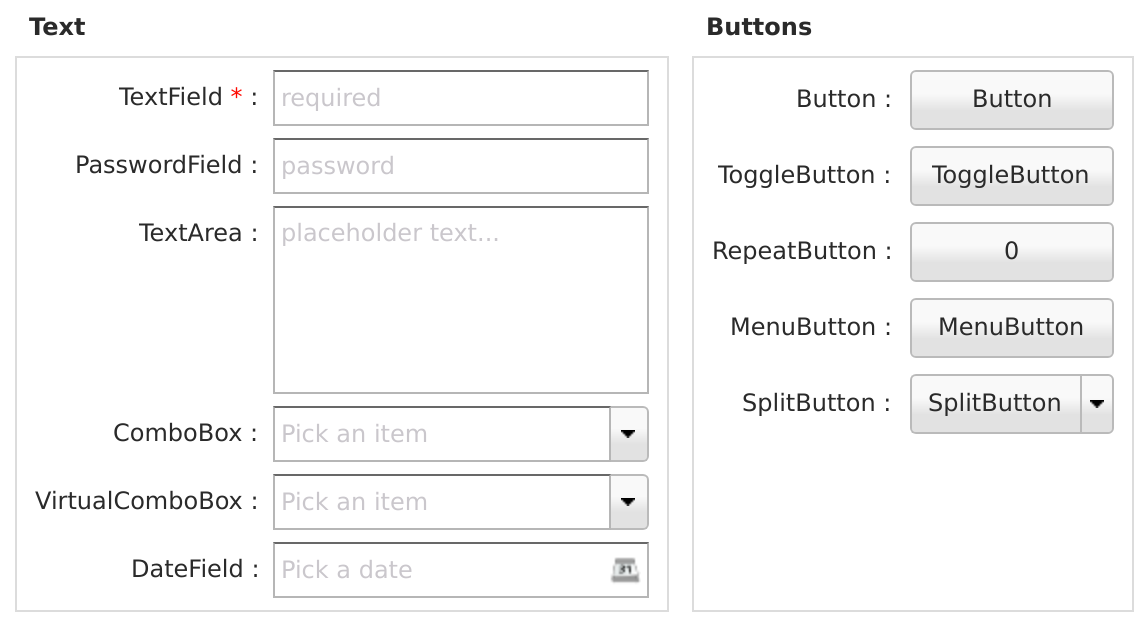 Text
TextField * :
required
PasswordField :
password
TextArea :
placeholder text...
ComboBox :
Pick an item
VirtualComboBox :
Pick an item
DateField :
Pick a date
31
Buttons
Button :
Button
ToggleButton :
ToggleButton
RepeatButton :
0
MenuButton :
MenuButton
SplitButton :
SplitButton